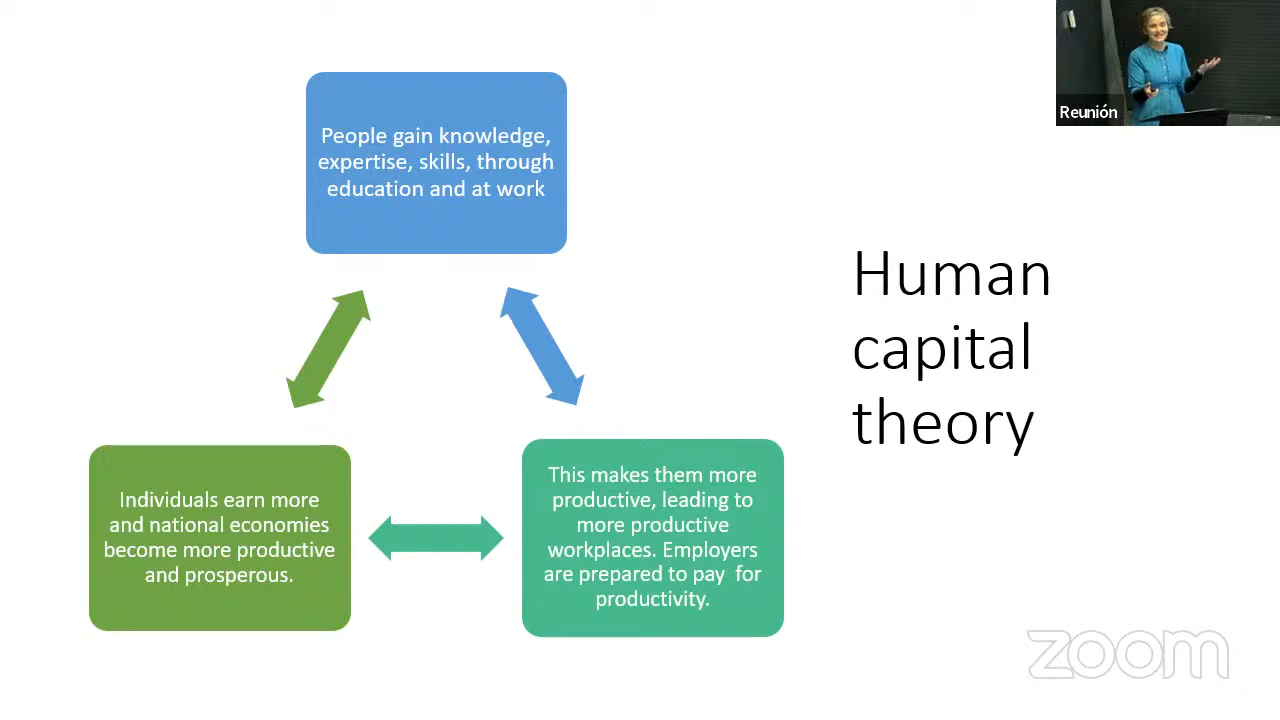 People gain knowledge,
expertise, skills, through
education and at work
Reunión
Human
capital
theory
Individuals earn more
and national economies
become more productive
and prosperous.
This makes them more
productive, leading to
more productive
workplaces. Employers
are prepared to pay for
productivity.
zoom